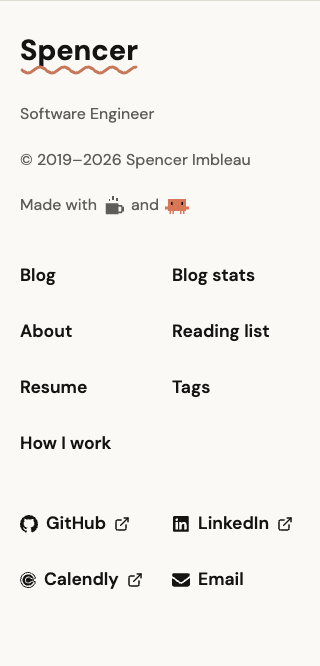 Spencer
Software Engineer
© 2019–2026 Spencer Imbleau
Made with and
Blog
Blog stats
About
Reading list
Resume
Tags
How I work
GitHub
LinkedIn
Calendly
Email